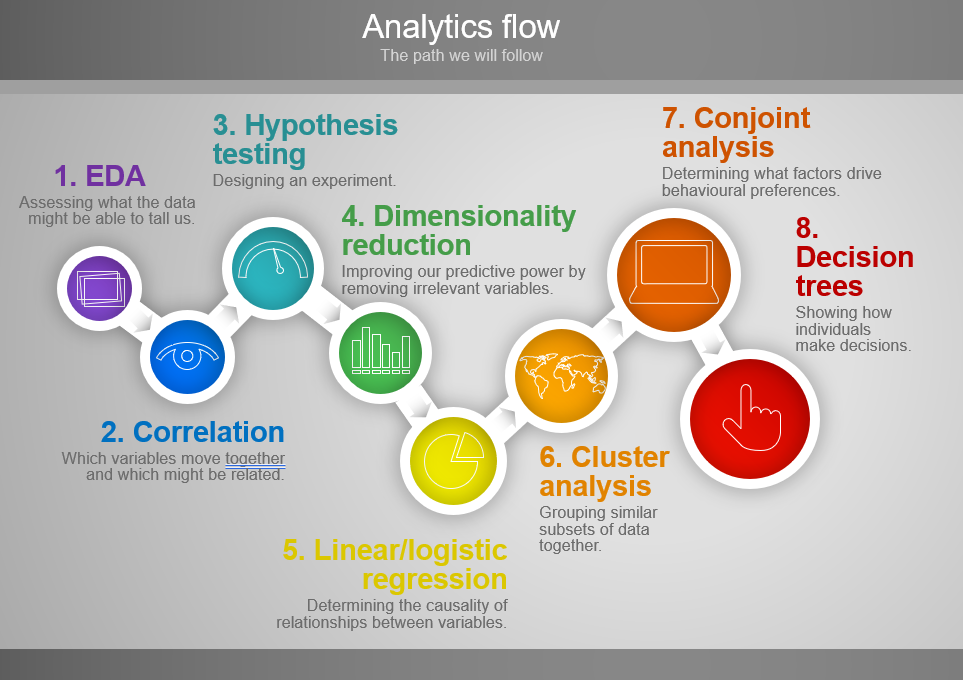 Analytics flow
The path we will follow
1. EDA
Assessing what the data
might be able to tall us.
2. Correlation
Which variables move together
and which might be related.
3. Hypothesis
testing
Designing an experiment.
4. Dimensionality
reduction
Improving our predictive power by
removing irrelevant variables.
5. Linear/logistic
regression
Determining the causality of
relationships between variables.
6. Cluster
analysis
Grouping similar
subsets of data
together.
7. Conjoint
analysis
Determining what factors drive
behavioural preferences.
8.
Decision
trees
Showing how
individuals
make decisions.